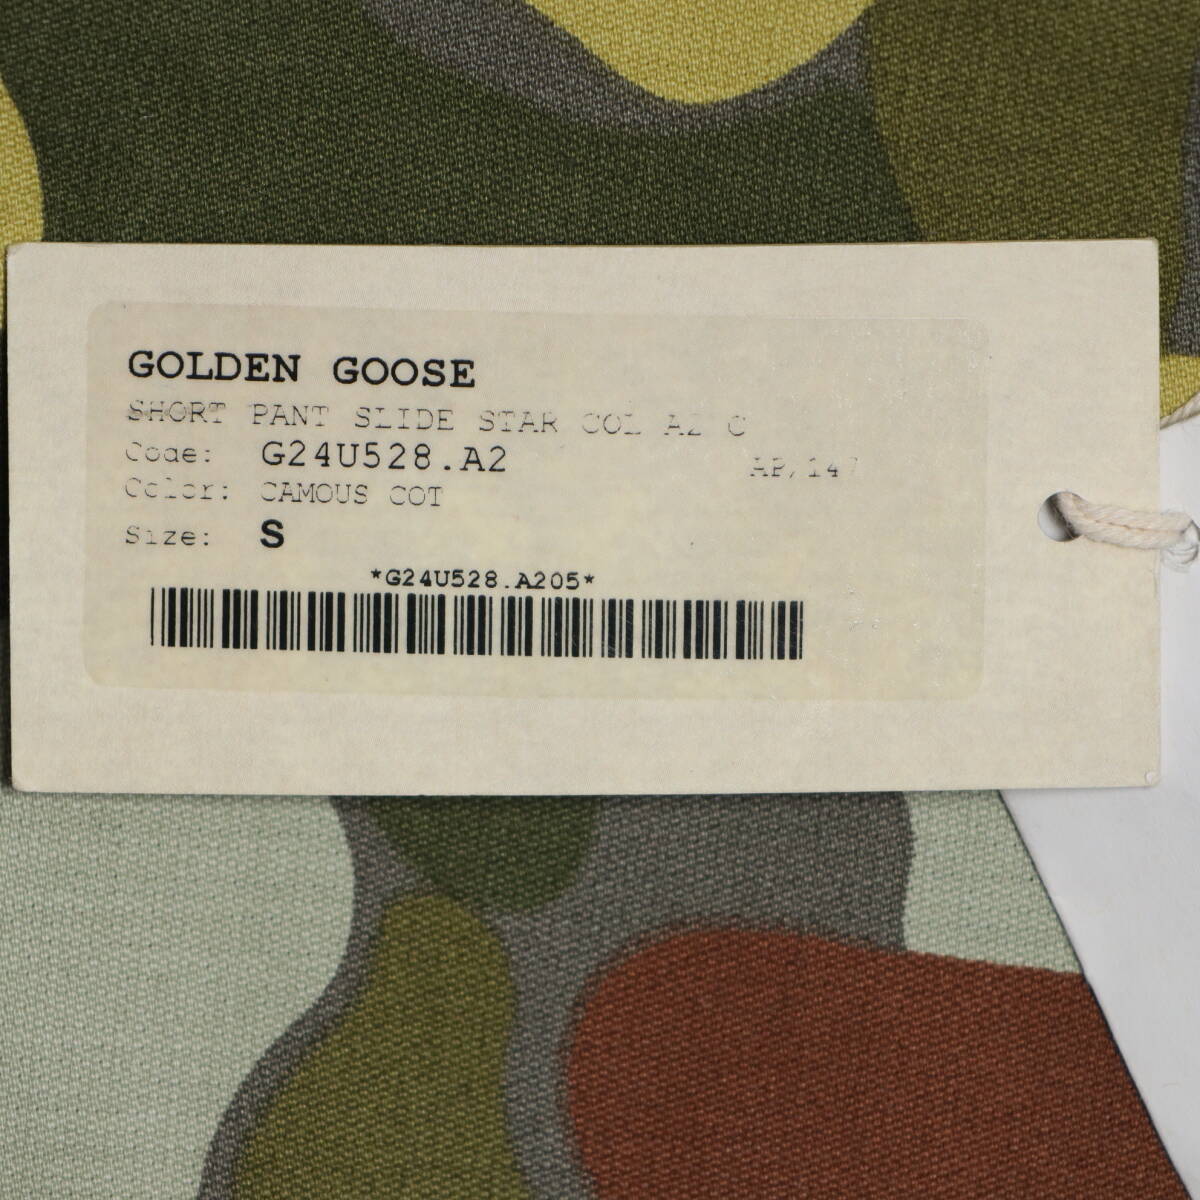 GOLDEN GOOSE
SHORT PANT SLIDE STAR COL A2 C
Code: G24U528.A2
AP/147
Color: CAMOUS COT
Size: S
*G24U528.A205*